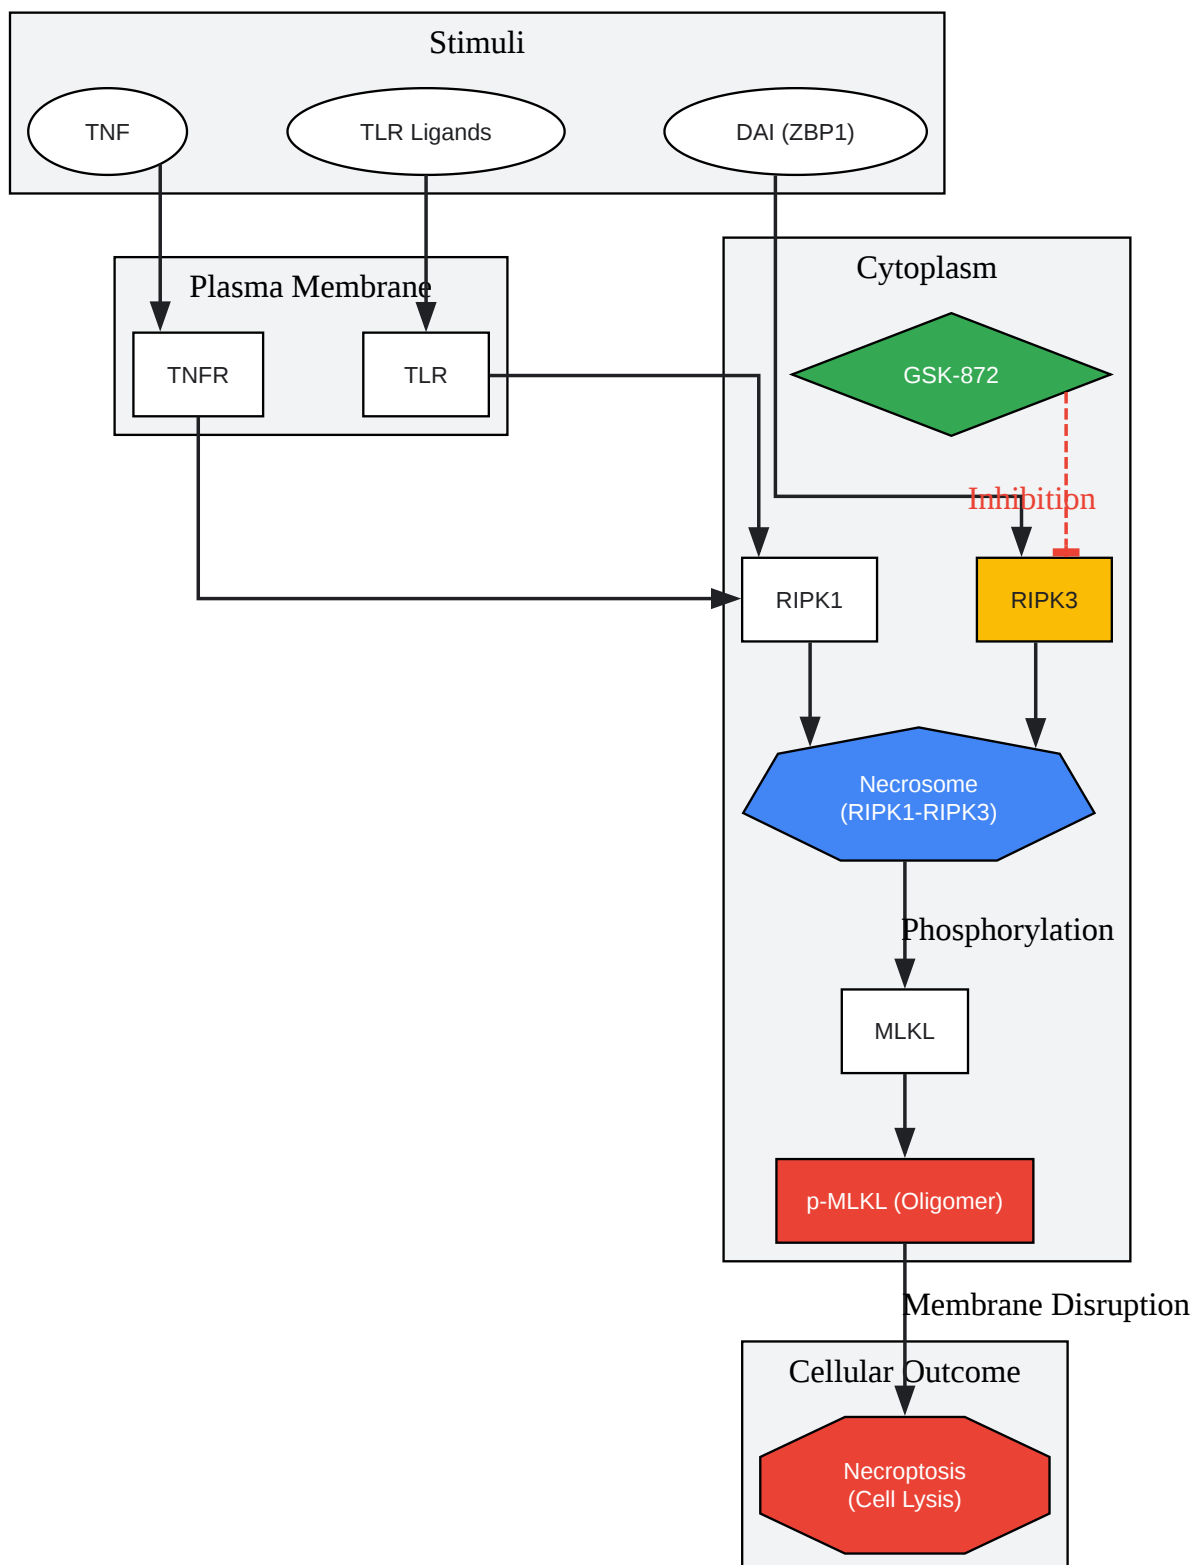 Stimuli
TNF
TLR Ligands
DAI (ZBP1)
Plasma Membrane
Cytoplasm
TNFR
TLR
GSK-872
Inhibition
RIPK1
RIPK3
Necrosome
(RIPK1-RIPK3)
Phosphorylation
MLKL
p-MLKL (Oligomer)
Membrane Disruption
Cellular Outcome
Necroptosis
(Cell Lysis)